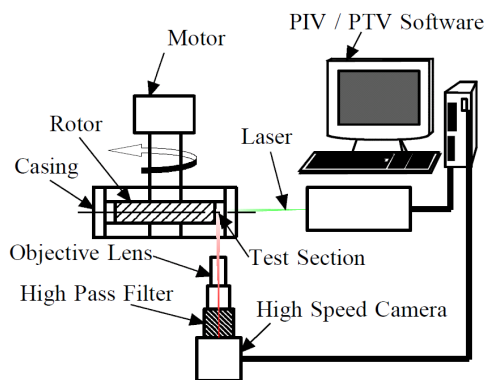 PIV / PTV Software
Motor
Rotor
Laser
Casing
Objective Lens
Test Section
High Pass Filter
High Speed Camera